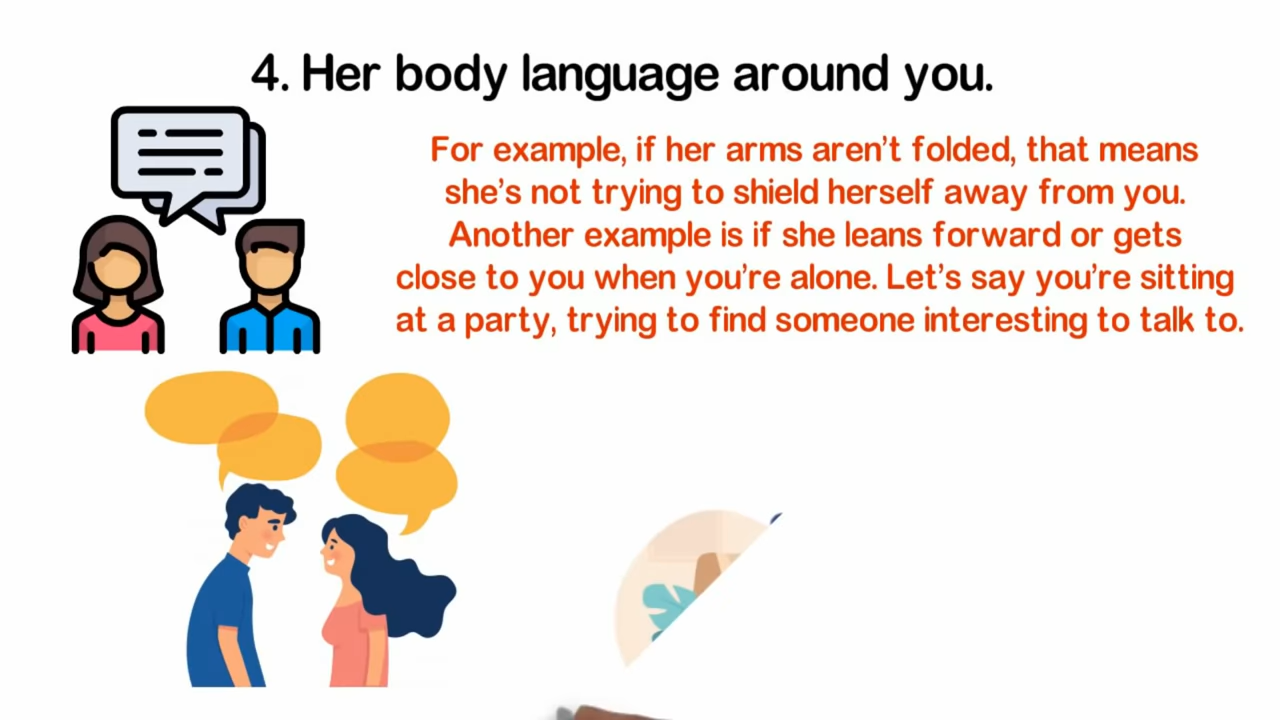 4. Her body language around you.
For example, if her arms aren't folded, that means
she's not trying to shield herself away from you.
Another example is if she leans forward or gets
close to you when you're alone. Let's say you're sitting
at a party, trying to find someone interesting to talk to.